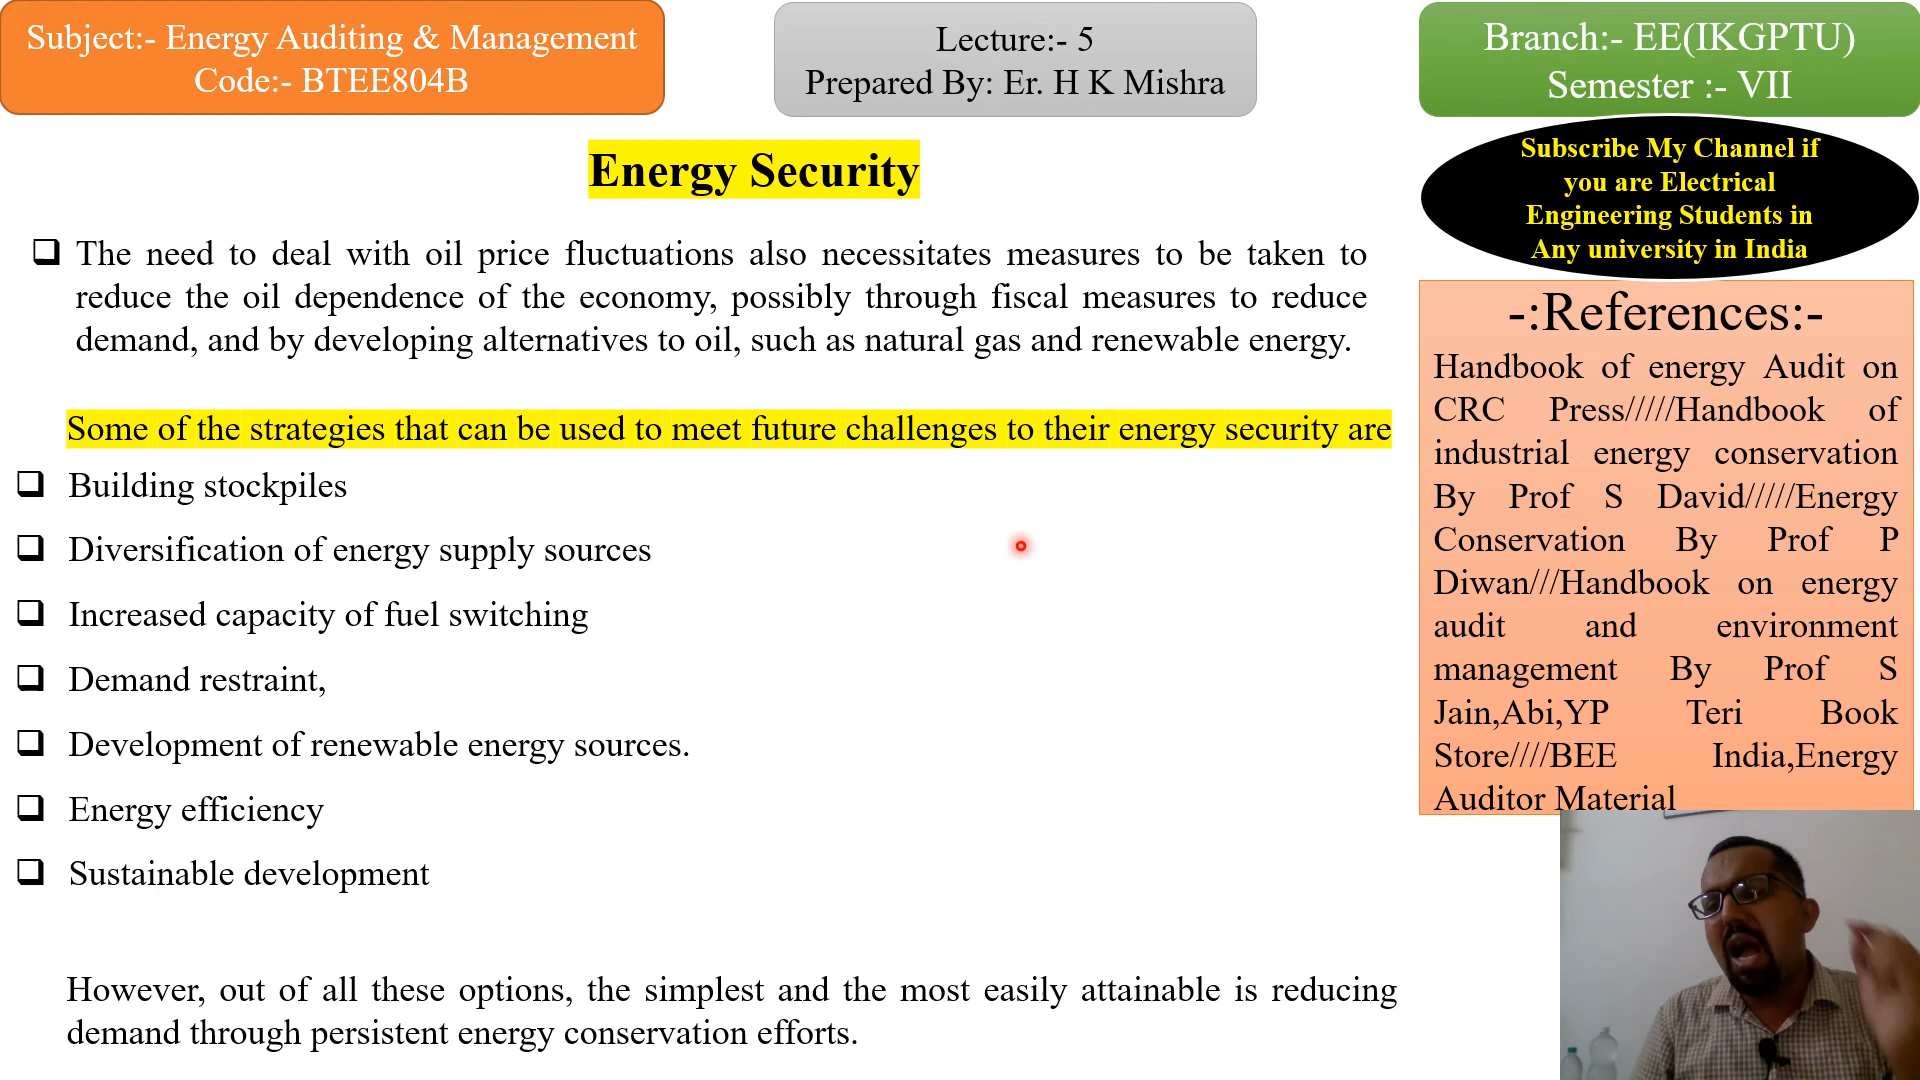 Subject:- Energy Auditing & Management
Code:- BTEE804B
Lecture:- 5
Prepared By: Er. H K Mishra
Branch:- EE(IKGPTU)
Semester :- VII
Subscribe My Channel if
you are Electrical
Engineering Students in
Any university in India
Energy Security
The need to deal with oil price fluctuations also necessitates measures to be taken to
reduce the oil dependence of the economy, possibly through fiscal measures to reduce
demand, and by developing alternatives to oil, such as natural gas and renewable energy.
Some of the strategies that can be used to meet future challenges to their energy security are
Building stockpiles
Diversification of energy supply sources
Increased capacity of fuel switching
Demand restraint,
Development of renewable energy sources.
Energy efficiency
Sustainable development
However, out of all these options, the simplest and the most easily attainable is reducing
demand through persistent energy conservation efforts.
-:References:-
Handbook of energy Audit on
CRC Press/////Handbook of
industrial energy conservation
By Prof S David/////Energy
Conservation By Prof P
Diwan///Handbook on energy
audit and environment
management By Prof S
Jain,Abi,YP Teri Book
Store////BEE India,Energy
Auditor Material